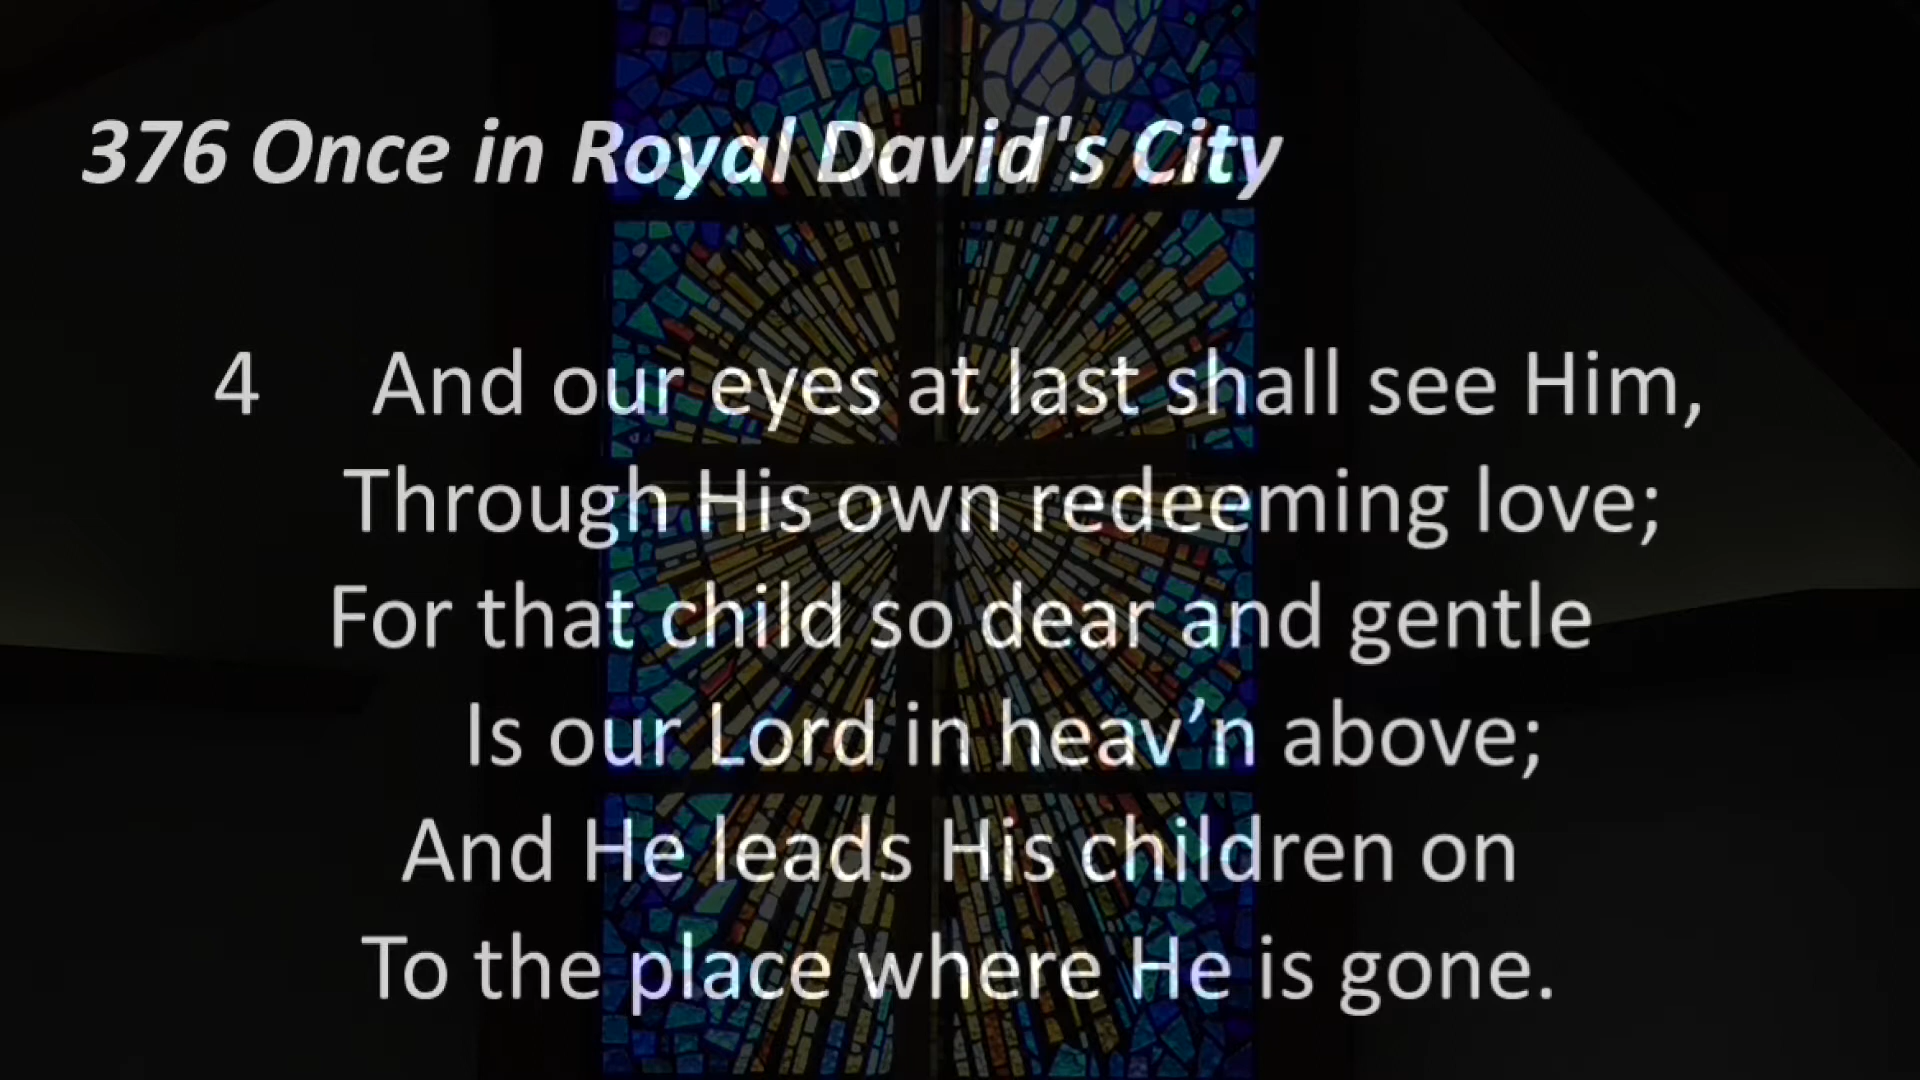 376 Once in Royal David's City
4 And our eyes at last shall see Him,
Through His own redeeming love;
For that child so dear and gentle
Is our Lord in heav’n above;
And He leads His children on
To the place where He is gone.